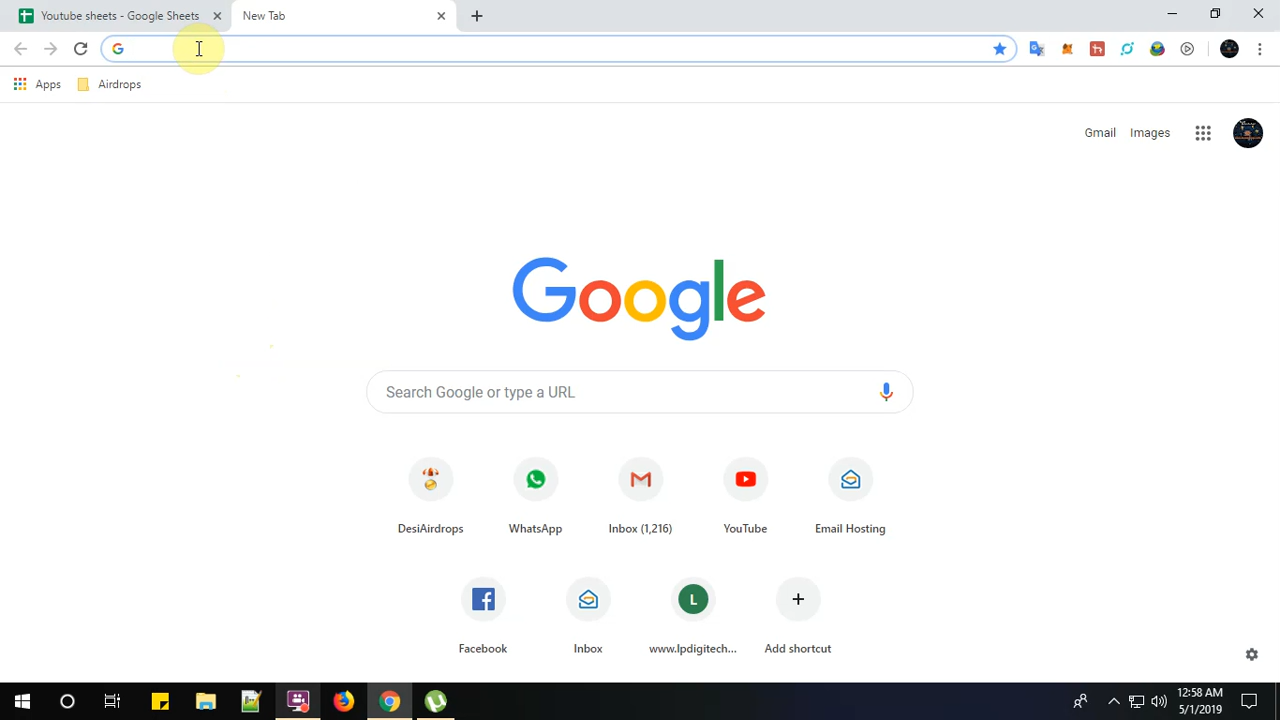 Youtube sheets - Google Sheets
New Tab
Apps
Airdrops
Gmail
Images
Google
Search Google or type a URL
DesiAirdrops
WhatsApp
Inbox (1,216)
YouTube
Email Hosting
L
Facebook
Inbox
www.lpdigitech...
Add shortcut
12:58 AM
5/1/2019